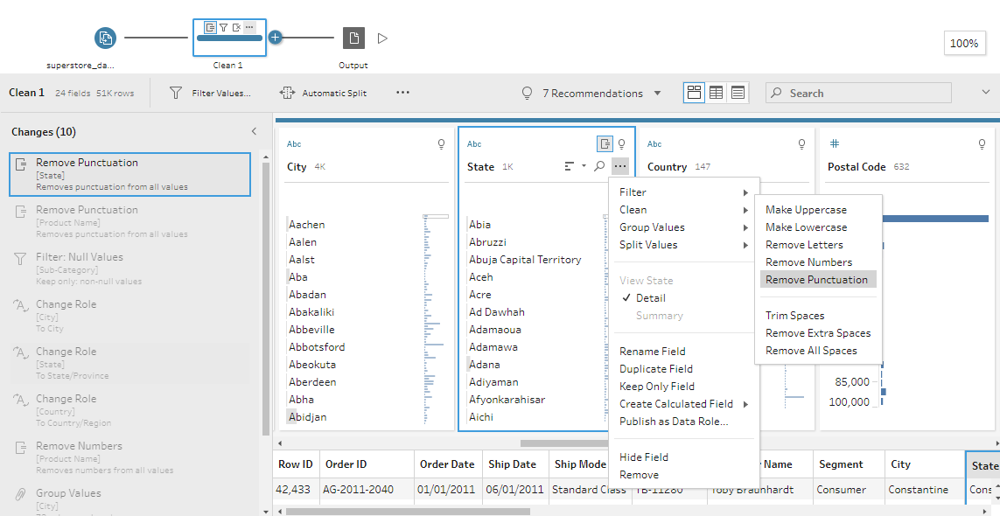 superstore_da...
Clean 1
Output
100%
Clean 1 24 fields 51K rows
Filter Values...
Automatic Split
7 Recommendations
Search
Changes (10)
Remove Punctuation
[State]
Removes punctuation from all values
Remove Punctuation
[Product Name]
Removes punctuation from all values
Filter: Null Values
[Sub-Category]
Keep only: non-null values
Change Role
[City]
To City
Change Role
[State]
To State/Province
Change Role
[Country]
To Country/Region
Remove Numbers
[Product Name]
Removes numbers from all values
Group Values
[City]
Abc
City 4K
Aachen
Aalen
Aalst
Aba
Abadan
Abakaliki
Abbeville
Abbotsford
Abeokuta
Aberdeen
Abha
Abidjan
Abc
State 1K
Abia
Abruzzi
Abuja Capital Territory
Aceh
Acre
Ad Dawhah
Adamaoua
Adamawa
Adana
Adiyaman
Afyonkarahisar
Aichi
Abc
Country 147
#
Postal Code 632
85,000
100,000
Filter
Clean
Group Values
Split Values
View State
Detail
Summary
Rename Field
Duplicate Field
Keep Only Field
Create Calculated Field
Publish as Data Role...
Hide Field
Remove
Make Uppercase
Make Lowercase
Remove Letters
Remove Numbers
Remove Punctuation
Trim Spaces
Remove Extra Spaces
Remove All Spaces
Row ID Order ID Order Date Ship Date Ship Mode Name Segment City State
42,433 AG-2011-2040 01/01/2011 06/01/2011 Standard Class TB-11280 Toby Braunhardt Consumer Constantine Cons